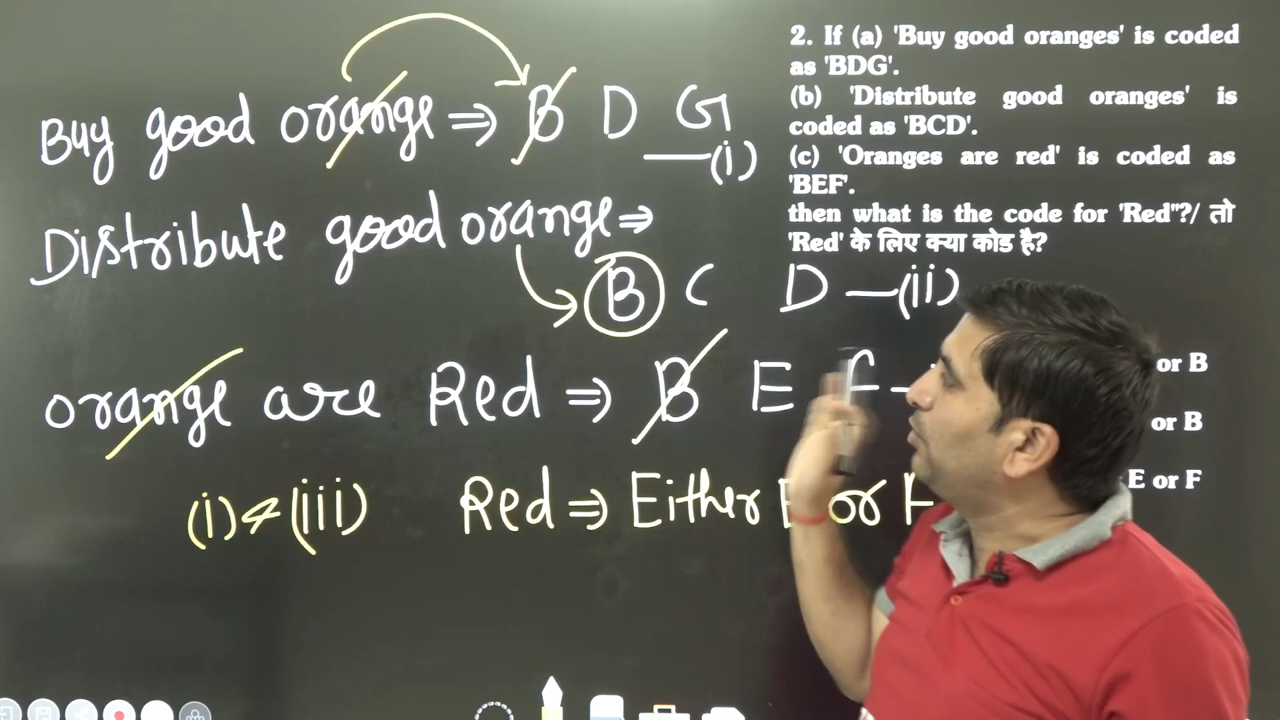 2. If (a) 'Buy good oranges' is coded
as 'BDG'.
(b) 'Distribute good oranges' is
coded as 'BCD'.
(c) 'Oranges are red' is coded as
'BEF'.
then what is the code for 'Red''?/ तो
'Red' के लिए क्या कोड है?
or B
or B
E or F
Buy good orange ⇒ B D G
—(i)
Distribute good orange ⇒
B C D —(ii)
orange are Red ⇒ B E F —
(i) & (iii) Red ⇒ Either E or F